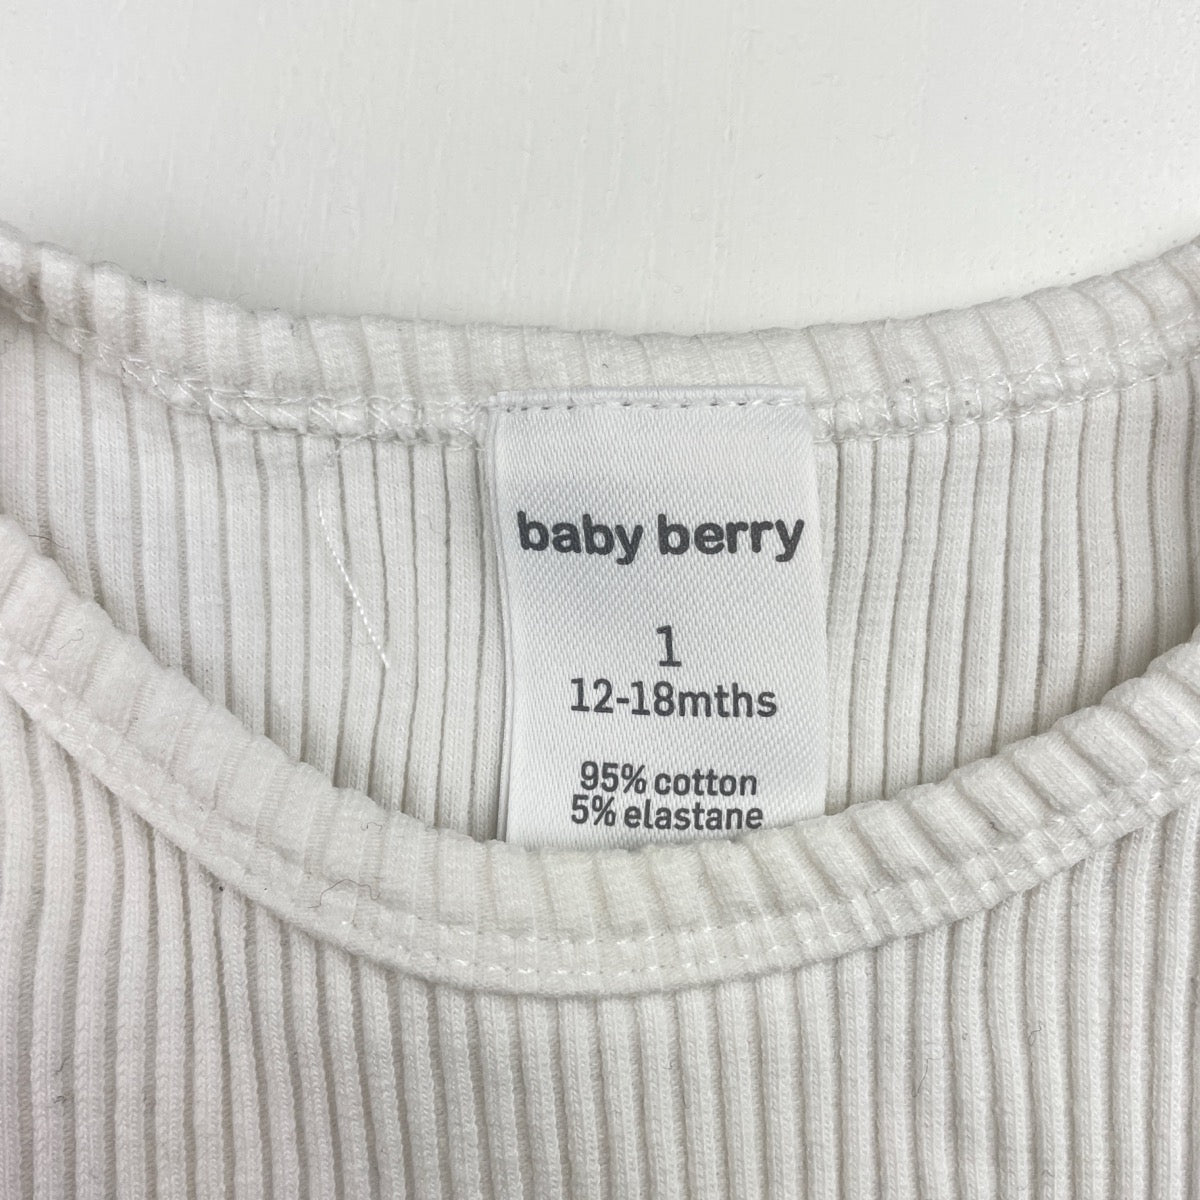 baby berry
1
12-18mths
95% cotton
5% elastane